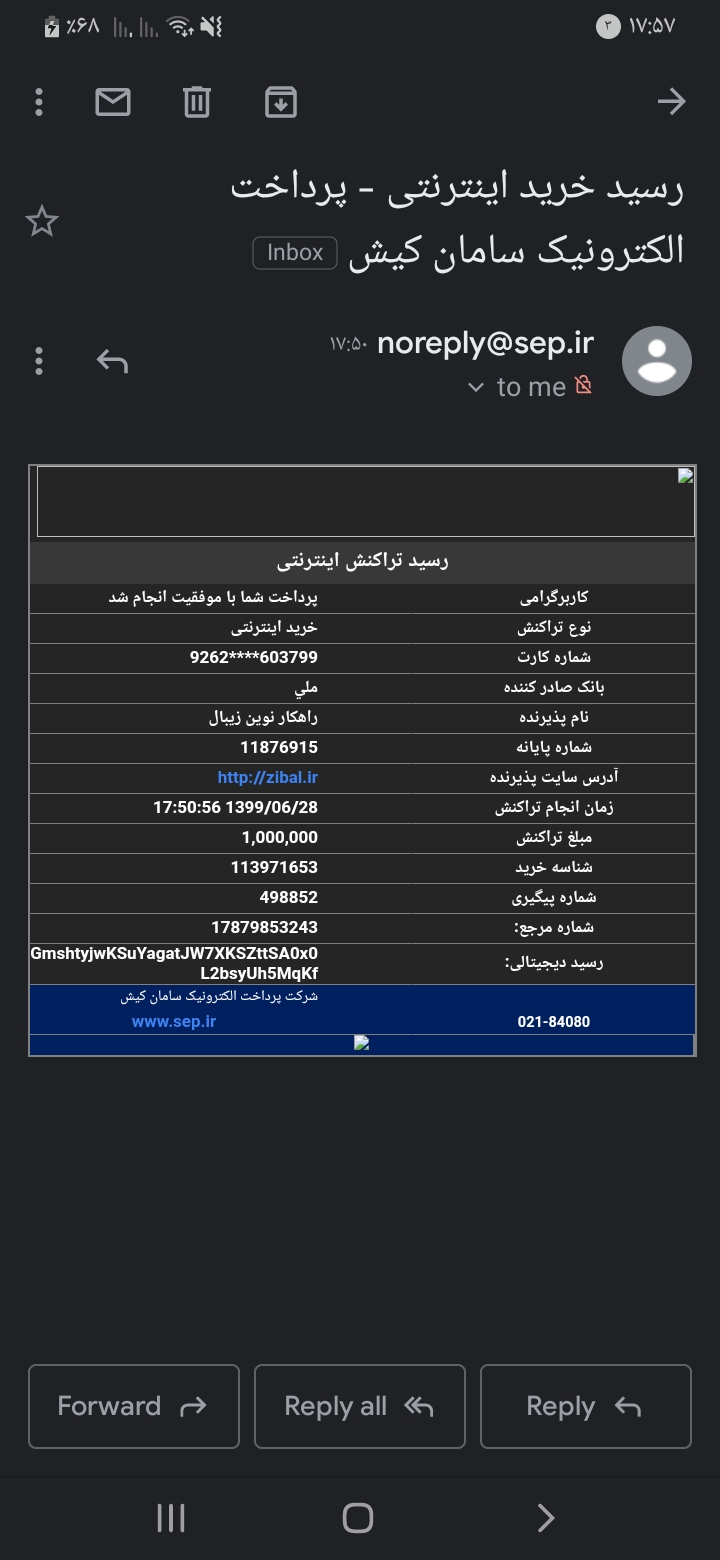 ٪۶۸ ۳ ۱۷:۵۷
رسید خرید اینترنتی - پرداخت
الکترونیک سامان کیش Inbox
noreply@sep.ir ۱۷:۵۰
to me
رسید تراکنش اینترنتی
کاربرگرامی پرداخت شما با موفقیت انجام شد
نوع تراکنش خرید اینترنتی
شماره کارت 9262****603799
بانک صادر کننده ملي
نام پذیرنده راهکار نوین زیبال
شماره پایانه 11876915
آدرس سایت پذیرنده http://zibal.ir
زمان انجام تراکنش 17:50:56 1399/06/28
مبلغ تراکنش 1,000,000
شناسه خرید 113971653
شماره پیگیری 498852
شماره مرجع: 17879853243
رسید دیجیتالی: GmshtyjwKSuYagatJW7XKSZttSA0x0
L2bsyUh5MqKf
شرکت پرداخت الکترونیک سامان کیش
021-84080 www.sep.ir
Forward Reply all Reply